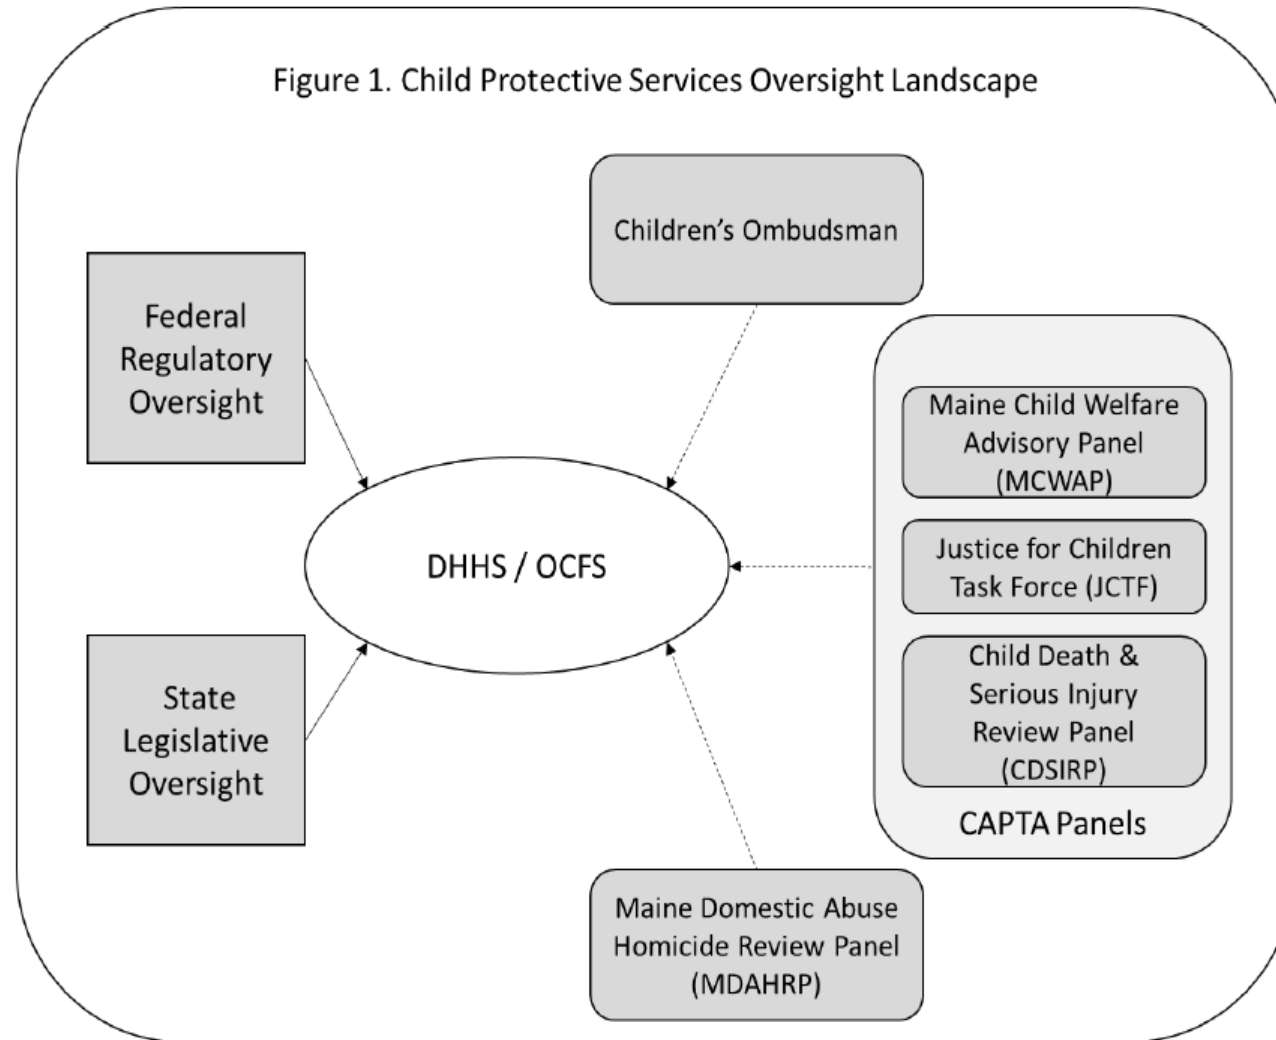 Figure 1. Child Protective Services Oversight Landscape
Children’s Ombudsman
Federal
Regulatory
Oversight
Maine Child Welfare
Advisory Panel
(MCWAP)
Justice for Children
Task Force (JCTF)
Child Death &
Serious Injury
Review Panel
(CDSIRP)
CAPTA Panels
DHHS / OCFS
State
Legislative
Oversight
Maine Domestic Abuse
Homicide Review Panel
(MDAHRP)